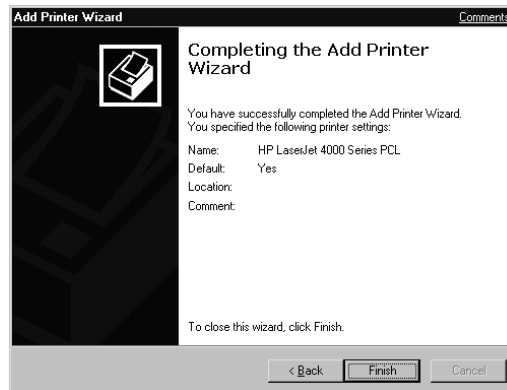 Add Printer Wizard
Comments
Completing the Add Printer
Wizard
You have successfully completed the Add Printer Wizard.
You specified the following printer settings:
Name: HP LaserJet 4000 Series PCL
Default: Yes
Location:
Comment:
To close this wizard, click Finish.
< Back
Finish
Cancel